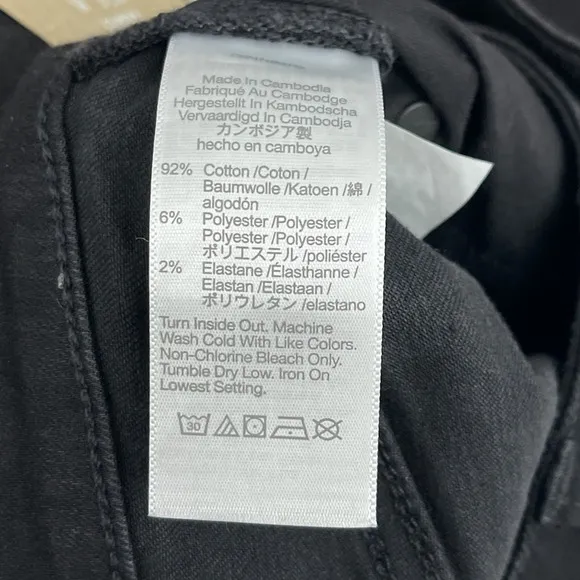 Made In Cambodia
Fabriqué Au Cambodge
Hergestellt In Kambodscha
Vervaardigd In Cambodja
カンボジア製
hecho en camboya
92% Cotton /Coton /
Baumwolle /Katoen /綿 /
algodón
6% Polyester /Polyester /
Polyester /Polyester /
ポリエステル /poliéster
2% Elastane /Élasthanne /
Elastan /Elastaan /
ポリウレタン /elastano
Turn Inside Out. Machine
Wash Cold With Like Colors.
Non-Chlorine Bleach Only.
Tumble Dry Low. Iron On
Lowest Setting.
30